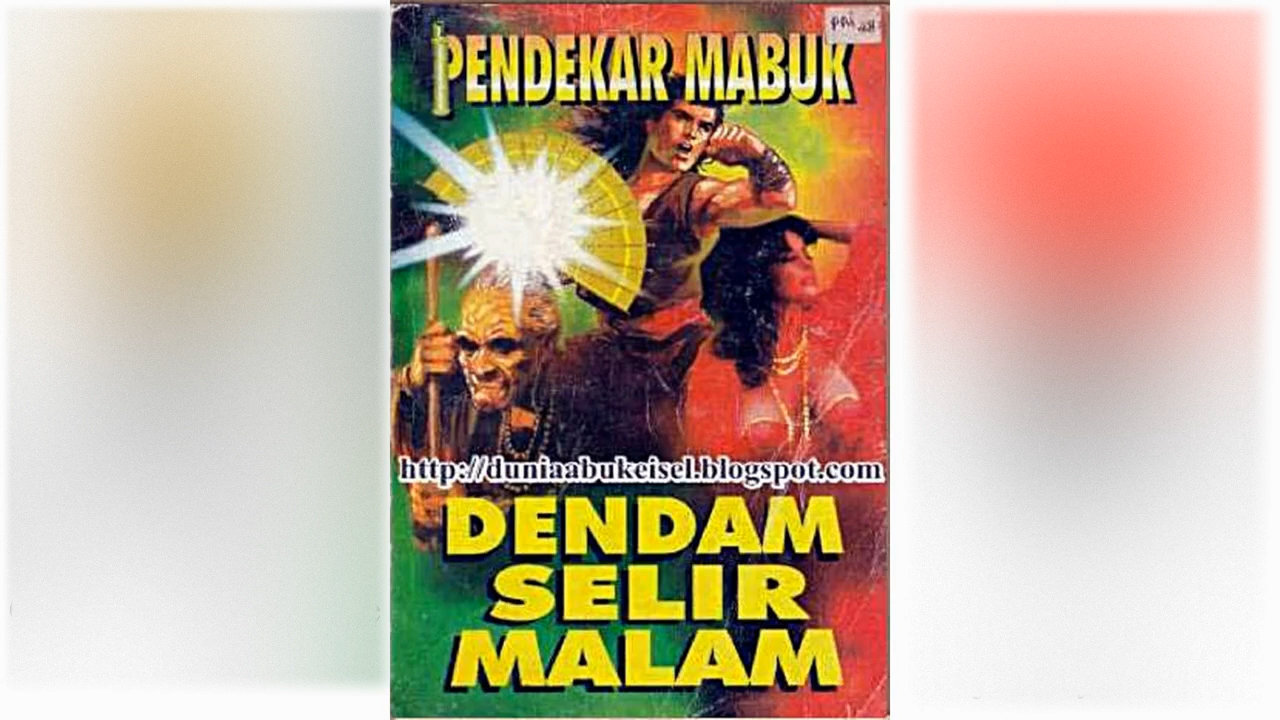 PENDEKAR MABUK
http://duniaabukeisel.blogspot.com
DENDAM
SELIR
MALAM